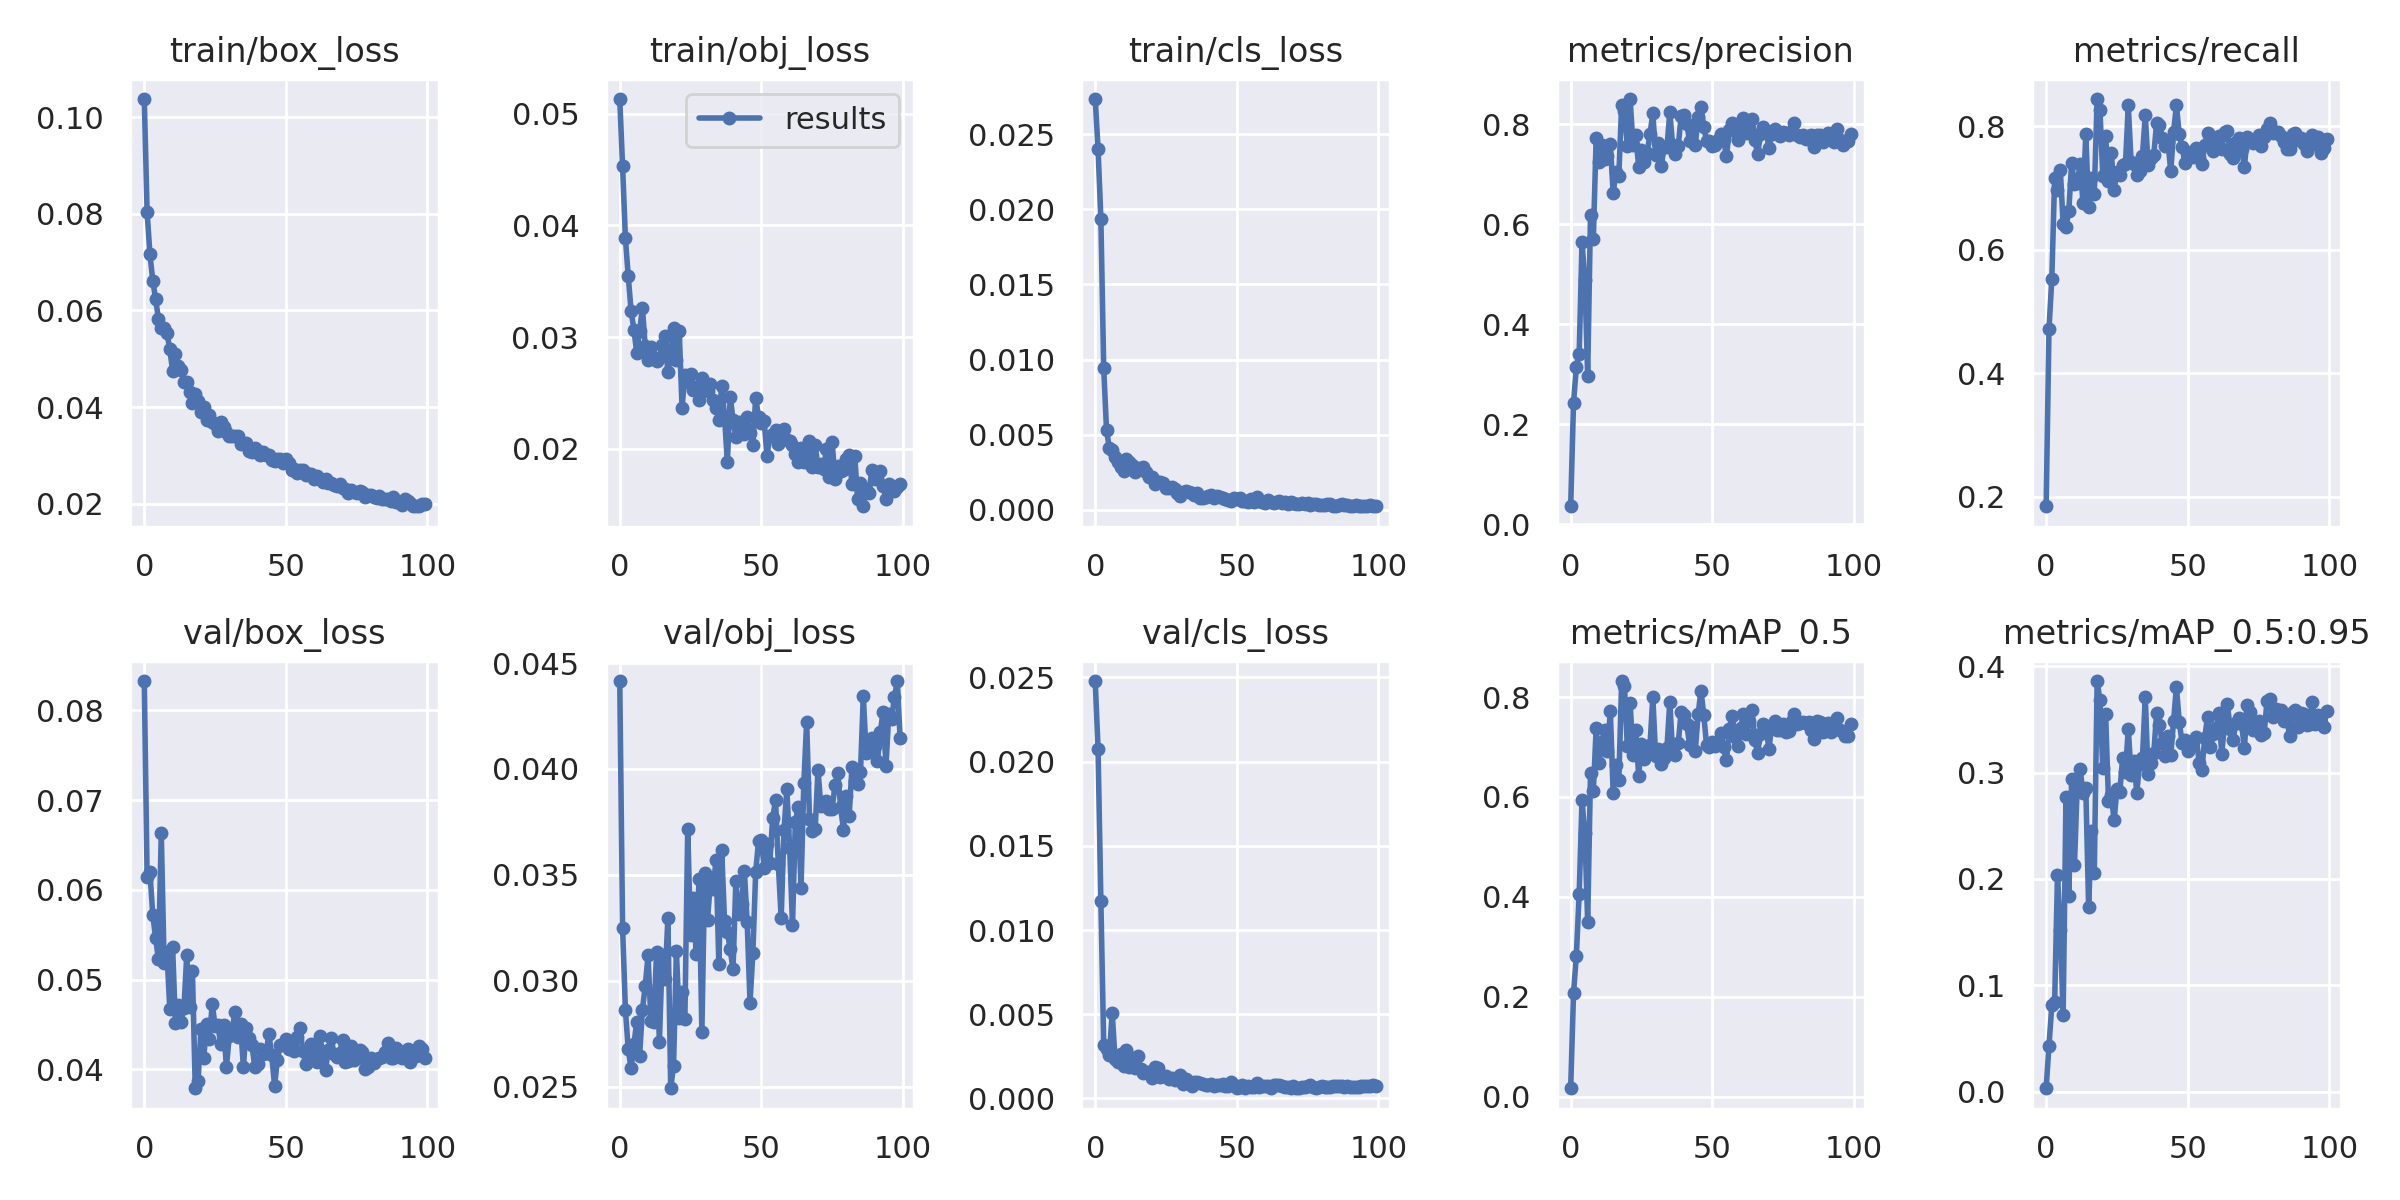 train/box_loss
train/obj_loss
train/cls_loss
metrics/precision
metrics/recall
0.10
0.08
0.06
0.04
0.02
0 50 100
results
0.05
0.04
0.03
0.02
0 50 100
0.025
0.020
0.015
0.010
0.005
0.000
0 50 100
0.8
0.6
0.4
0.2
0.0
0 50 100
0.8
0.6
0.4
0.2
0 50 100
val/box_loss
val/obj_loss
val/cls_loss
metrics/mAP_0.5
metrics/mAP_0.5:0.95
0.08
0.07
0.06
0.05
0.04
0 50 100
0.045
0.040
0.035
0.030
0.025
0 50 100
0.025
0.020
0.015
0.010
0.005
0.000
0 50 100
0.8
0.6
0.4
0.2
0.0
0 50 100
0.4
0.3
0.2
0.1
0.0
0 50 100